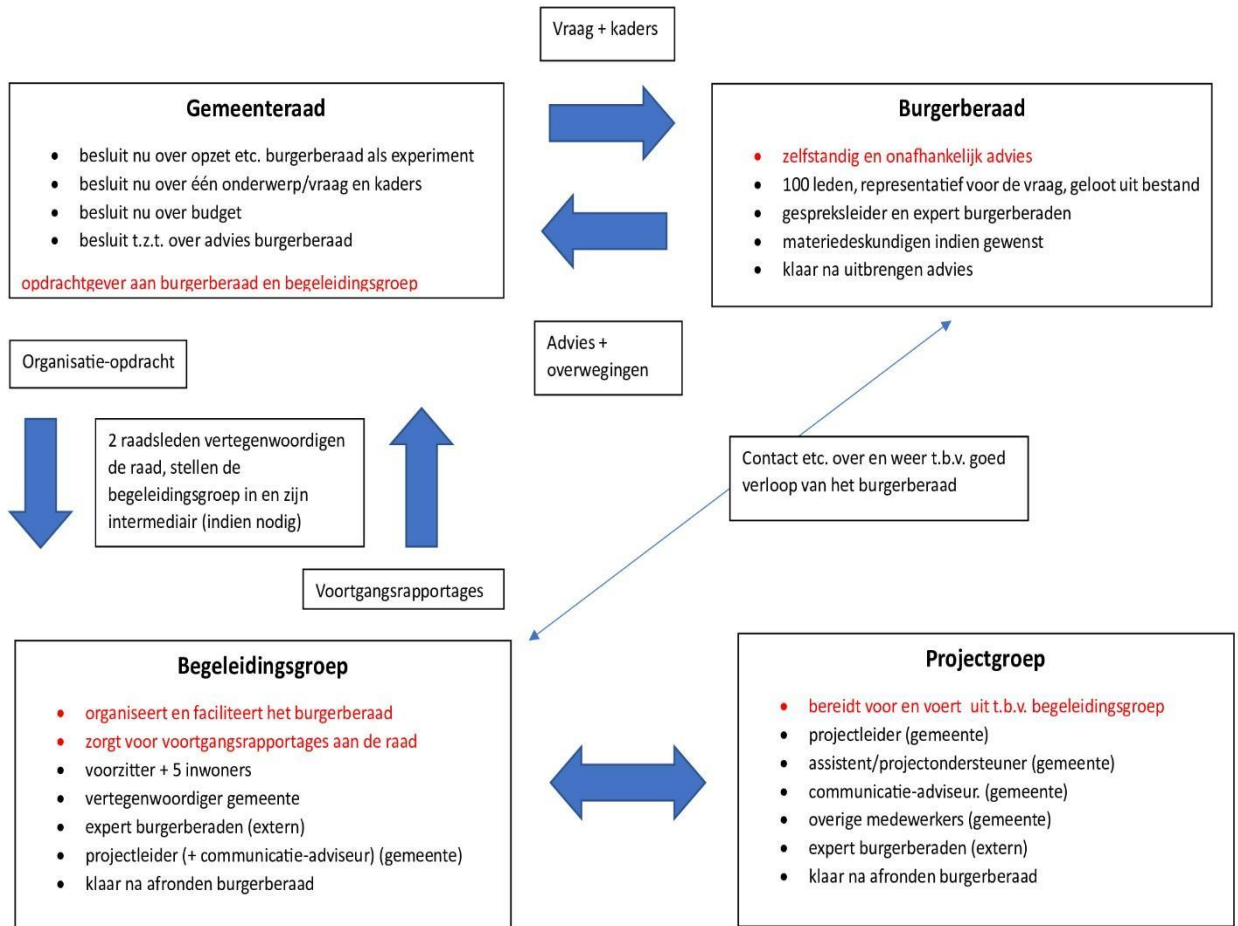 Vraag + kaders
Gemeenteraad
• besluit nu over opzet etc. burgerberaad als experiment
• besluit nu over één onderwerp/vraag en kaders
• besluit nu over budget
• besluit t.z.t. over advies burgerberaad
opdrachtgever aan burgerberaad en begeleidingsgroep
Burgerberaad
• zelfstandig en onafhankelijk advies
• 100 leden, representatief voor de vraag, geloot uit bestand
• gespreksleider en expert burgerberaden
• materiedeskundigen indien gewenst
• klaar na uitbrengen advies
Advies +
overwegingen
Organisatie-opdracht
2 raadsleden vertegenwoordigen
de raad, stellen de
begeleidingsgroep in en zijn
intermediair (indien nodig)
Contact etc. over en weer t.b.v. goed
verloop van het burgerberaad
Voortgangsrapportages
Begeleidingsgroep
• organiseert en faciliteert het burgerberaad
• zorgt voor voortgangsrapportages aan de raad
• voorzitter + 5 inwoners
• vertegenwoordiger gemeente
• expert burgerberaden (extern)
• projectleider (+ communicatie-adviseur) (gemeente)
• klaar na afronden burgerberaad
Projectgroep
• bereidt voor en voert uit t.b.v. begeleidingsgroep
• projectleider (gemeente)
• assistent/projectondersteuner (gemeente)
• communicatie-adviseur. (gemeente)
• overige medewerkers (gemeente)
• expert burgerberaden (extern)
• klaar na afronden burgerberaad